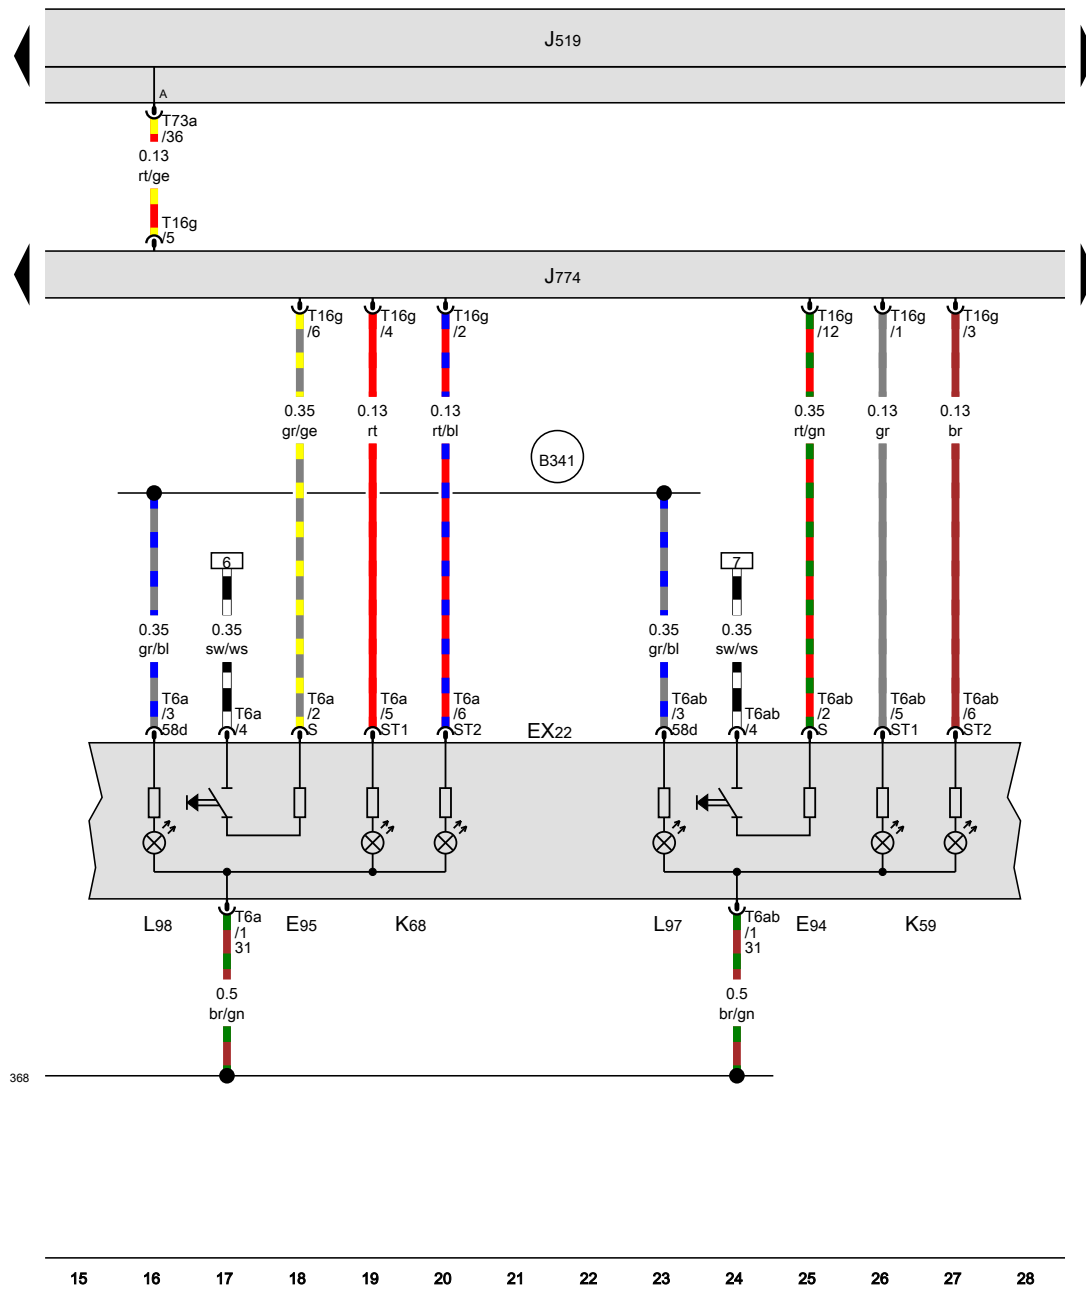 J519
A
T73a
/36
0.13
rt/ge
T16g
/5
J774
T16g
/6
T16g
/4
T16g
/2
T16g
/12
T16g
/1
T16g
/3
0.35
gr/ge
0.13
rt
0.13
rt/bl
0.35
rt/gn
0.13
gr
0.13
br
B341
6
7
0.35
gr/bl
0.35
sw/ws
0.35
gr/bl
0.35
sw/ws
T6a
/3
58d
T6a
/4
T6a
/2
S
T6a
/5
ST1
T6a
/6
ST2
EX22
T6ab
/3
58d
T6ab
/4
T6ab
/2
S
T6ab
/5
ST1
T6ab
/6
ST2
L98
T6a
/1
31
E95
K68
L97
T6ab
/1
31
E94
K59
0.5
br/gn
0.5
br/gn
368
15 16 17 18 19 20 21 22 23 24 25 26 27 28